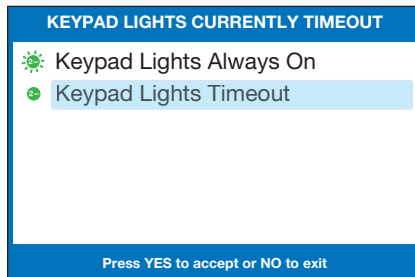 KEYPAD LIGHTS CURRENTLY TIMEOUT
Keypad Lights Always On
Keypad Lights Timeout
Press YES to accept or NO to exit